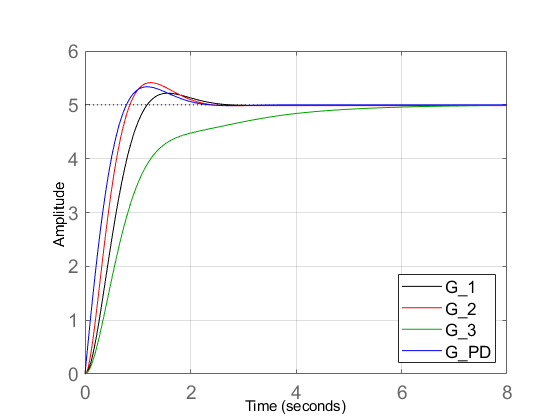 6
5
4
3
2
1
0
Amplitude
0 2 4 6 8
Time (seconds)
G_1
G_2
G_3
G_PD